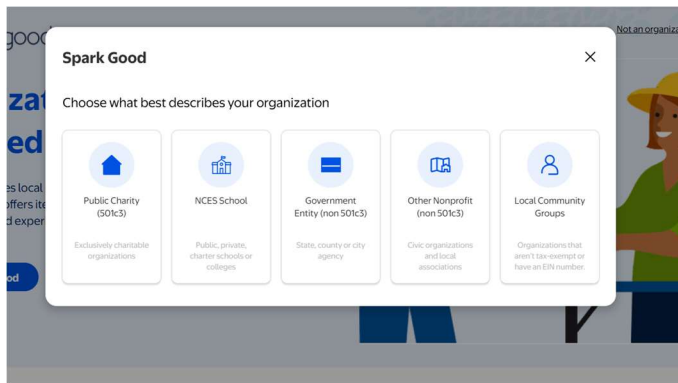 good
Not an organiza
Spark Good
Choose what best describes your organization
Public Charity
(501c3)
Exclusively charitable
organizations
NCES School
Public, private,
charter schools or
colleges
Government
Entity (non 501c3)
State, county or city
agency
Other Nonprofit
(non 501c3)
Civic organizations
and local
associations
Local Community
Groups
Organizations that
aren't tax-exempt or
have an EIN number.
zat
ed
es local
offers ite
d exper
od